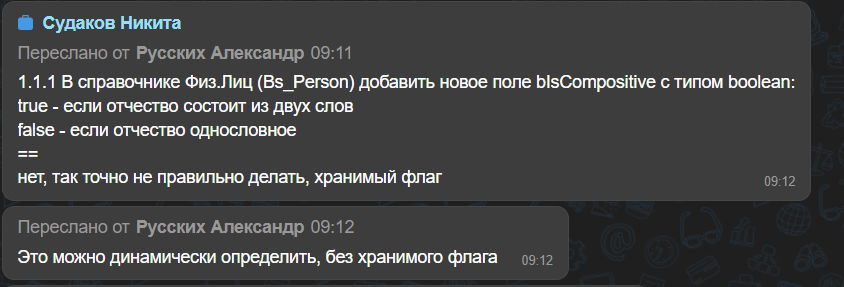 Судаков Никита
Переслано от Русских Александр 09:11
1.1.1 В справочнике Физ.Лиц (Bs_Person) добавить новое поле bIsCompositive с типом boolean:
true - если отчество состоит из двух слов
false - если отчество однословное
==
нет, так точно не правильно делать, хранимый флаг
09:12
Переслано от Русских Александр 09:12
Это можно динамически определить, без хранимого флага 09:12